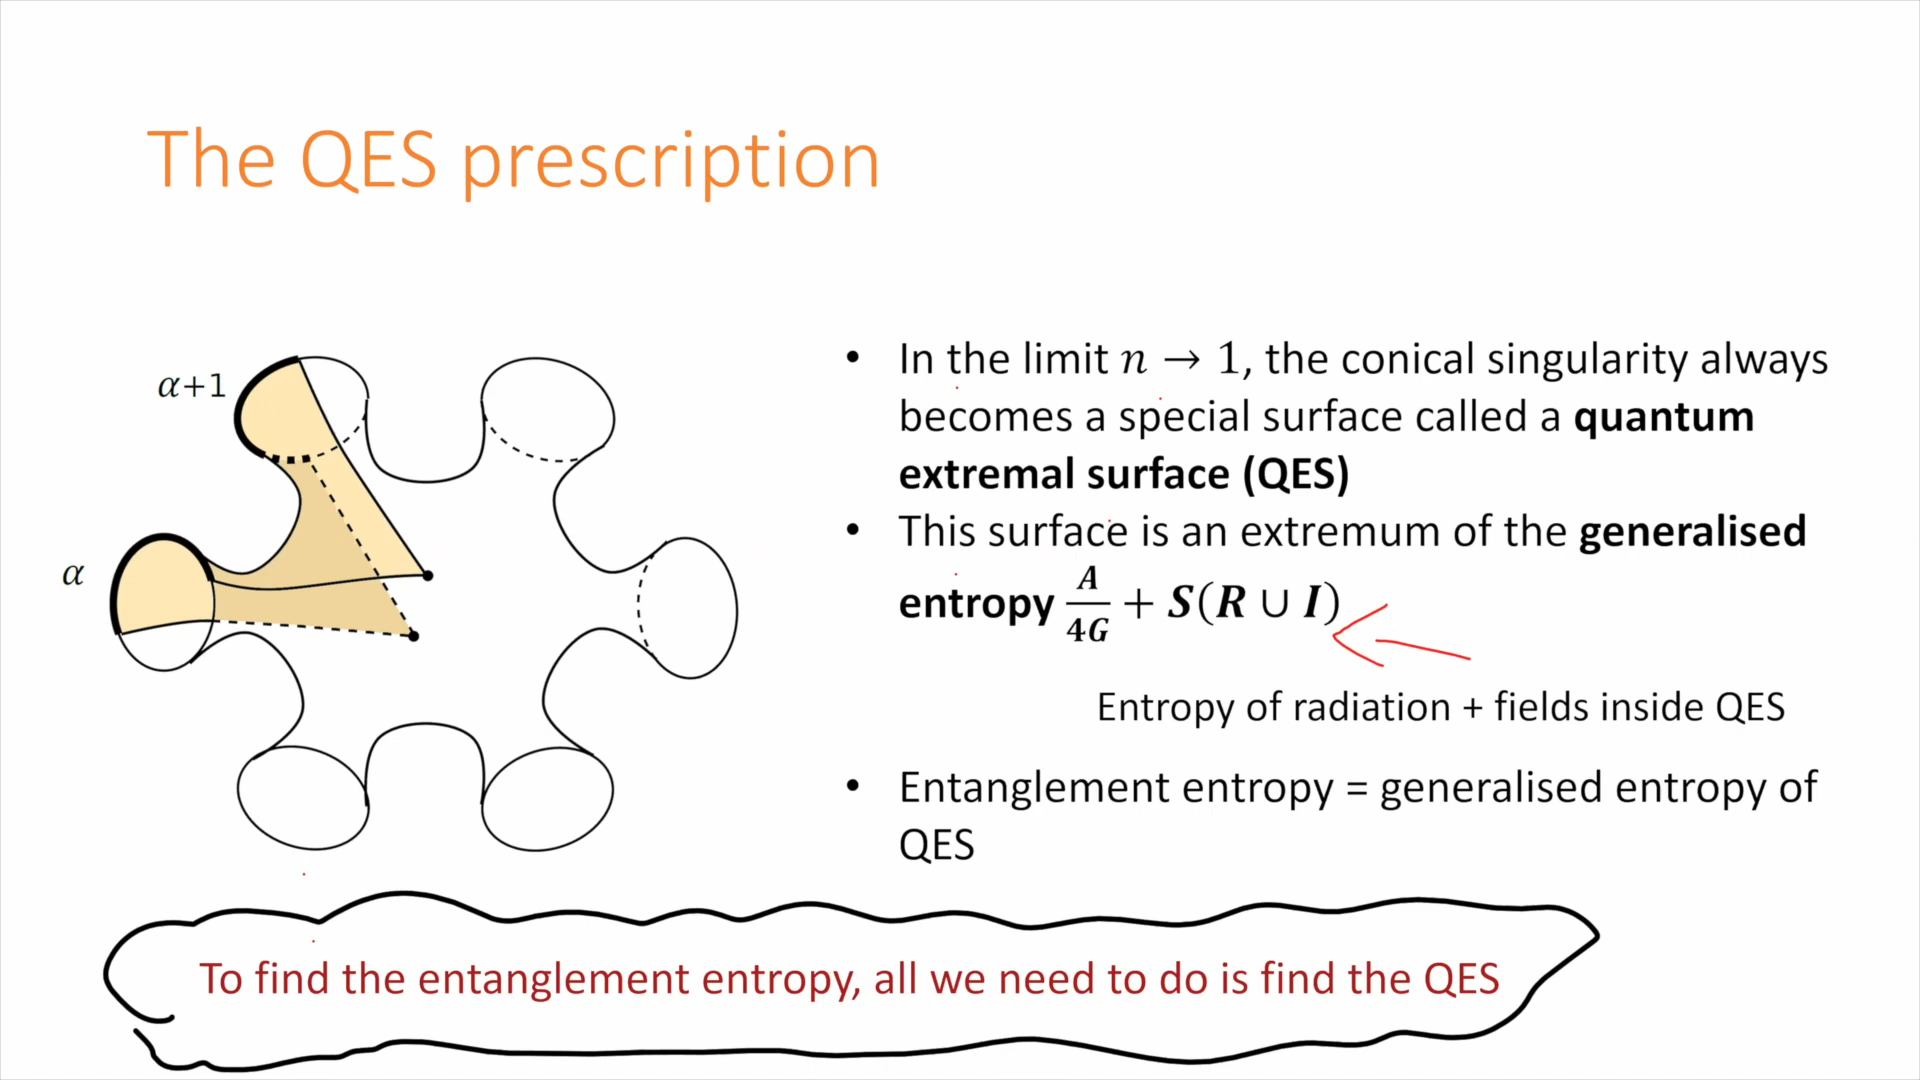 The QES prescription
α+1
α
• In the limit n → 1, the conical singularity always
becomes a special surface called a quantum
extremal surface (QES)
• This surface is an extremum of the generalised
entropy A/4G + S(R ∪ I)
Entropy of radiation + fields inside QES
• Entanglement entropy = generalised entropy of
QES
To find the entanglement entropy, all we need to do is find the QES